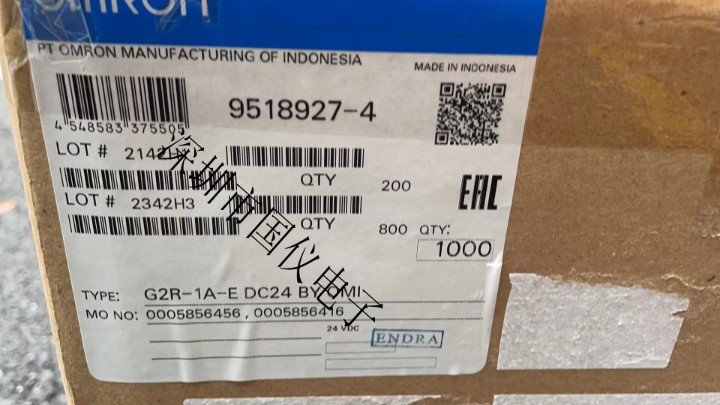 OMRON
PT OMRON MANUFACTURING OF INDONESIA
MADE IN INDONESIA
9518927-4
4 548583 375505
LOT #
QTY 200
LOT # 2342H3
QTY 800
QTY:
1000
EAC
TYPE: G2R-1A-E DC24 BY OMI
MO NO: 0005856456 , 0005856416
24 VDC
ENDRA
深圳市国仪电子